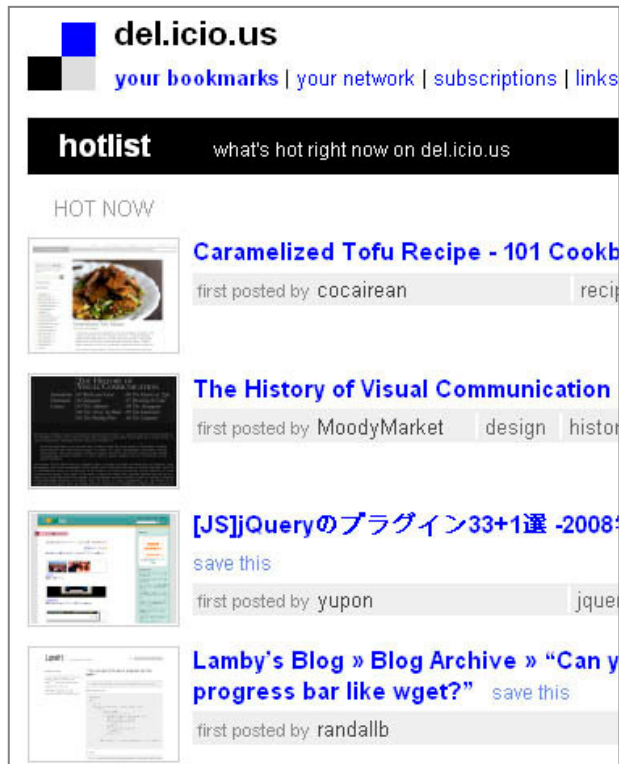 del.icio.us
your bookmarks | your network | subscriptions | links
hotlist what's hot right now on del.icio.us
HOT NOW
Caramelized Tofu Recipe - 101 Cookb
first posted by cocairean recip
The History of Visual Communication
first posted by MoodyMarket design histor
[JS]jQueryのプラグイン33+1選 -2008
save this
first posted by yupon jquer
Lamby's Blog » Blog Archive » “Can y
progress bar like wget?” save this
first posted by randallb